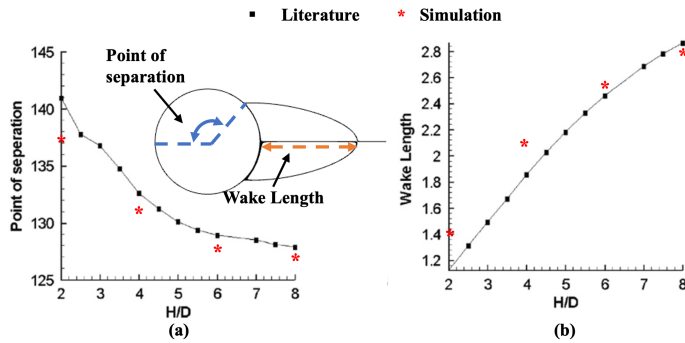 Literature Simulation
145
140
135
130
125
Point of seperation
Point of
separation
Wake Length
2 3 4 5 6 7 8
H/D
(a)
2.8
2.6
2.4
2.2
2
1.8
1.6
1.4
1.2
Wake Length
2 3 4 5 6 7 8
H/D
(b)